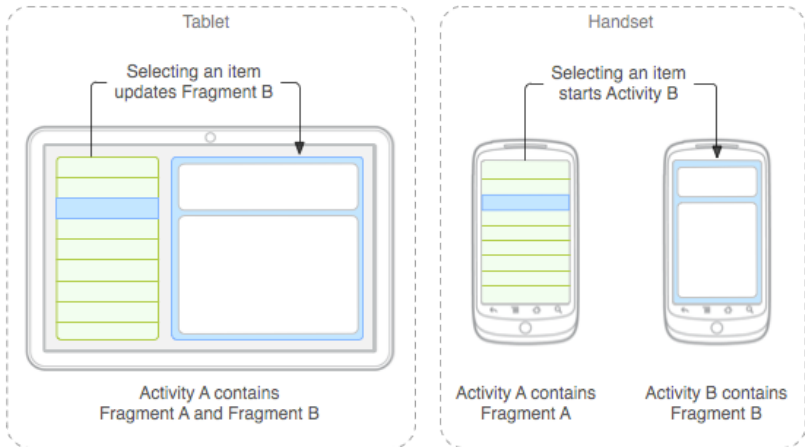 Tablet
Selecting an item
updates Fragment B
Activity A contains
Fragment A and Fragment B
Handset
Selecting an item
starts Activity B
Activity A contains
Fragment A
Activity B contains
Fragment B